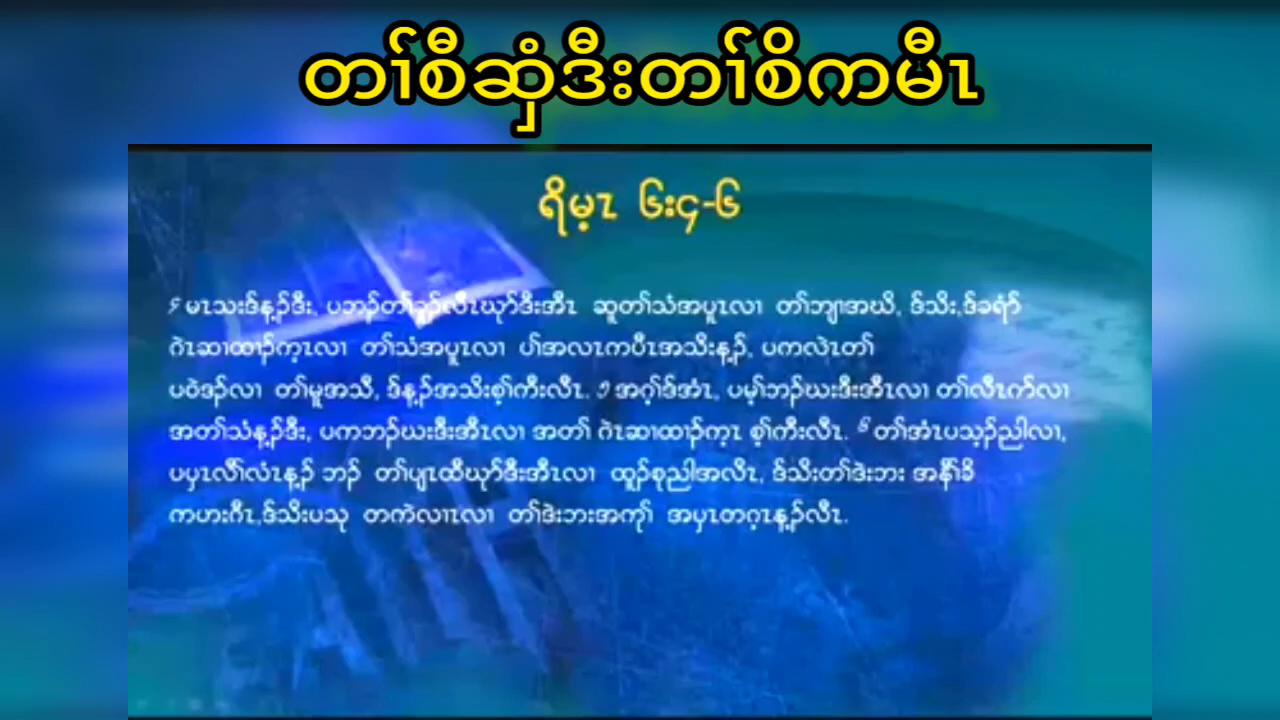 တၢ်စီဆှံဒီးတၢ်စိကမီၤ
ရိမ့ၤ ၆း၄-၆
၄ မၤသးဒ်န့ၣ်ဒီး, ပဘၣ်တၢ်ခူၣ်လီၤဃုာ်ဒီးအီၤ ဆူတၢ်သံအပူၤလၢ တၢ်ဘျၢအဃိ, ဒ်သိး,ဒ်ခရံာ်
ဂဲၤဆၢထၢၣ်က့ၤလၢ တၢ်သံအပူၤလၢ ပၢ်အလၤကပီၤအသီးန့ၣ်, ပကလဲၤတၢ်
ပဝဲဒၣ်လၢ တၢ်မူအသီ, ဒ်န့ၣ်အသိးစ့ၢ်ကီးလီၤ. ၅ အဂ့ၢ်ဒ်အံၤ, ပမ့ၢ်ဘၣ်ဃးဒီးအီၤလၢ တၢ်လီၤက်လၢ
အတၢ်သံန့ၣ်ဒီး, ပကဘၣ်ဃးဒီးအီၤလၢ အတၢ် ဂဲၤဆၢထၢၣ်က့ၤ စ့ၢ်ကီးလီၤ. ၆ တၢ်အံၤပသ့ၣ်ညါလၢ,
ပပှၤလီၢ်လံၤန့ၣ် ဘၣ် တၢ်ပျၤထီဃုာ်ဒီးအီၤလၢ ထူၣ်စုညါအလီၤ, ဒ်သိးတၢ်ဒဲးဘး အနီၢ်ခိ
ကဟးဂီၤ,ဒ်သိးပသု တကဲလၢၤလၢ တၢ်ဒဲးဘးအကုၢ် အပှၤတဂ့ၤန့ၣ်လီၤ.